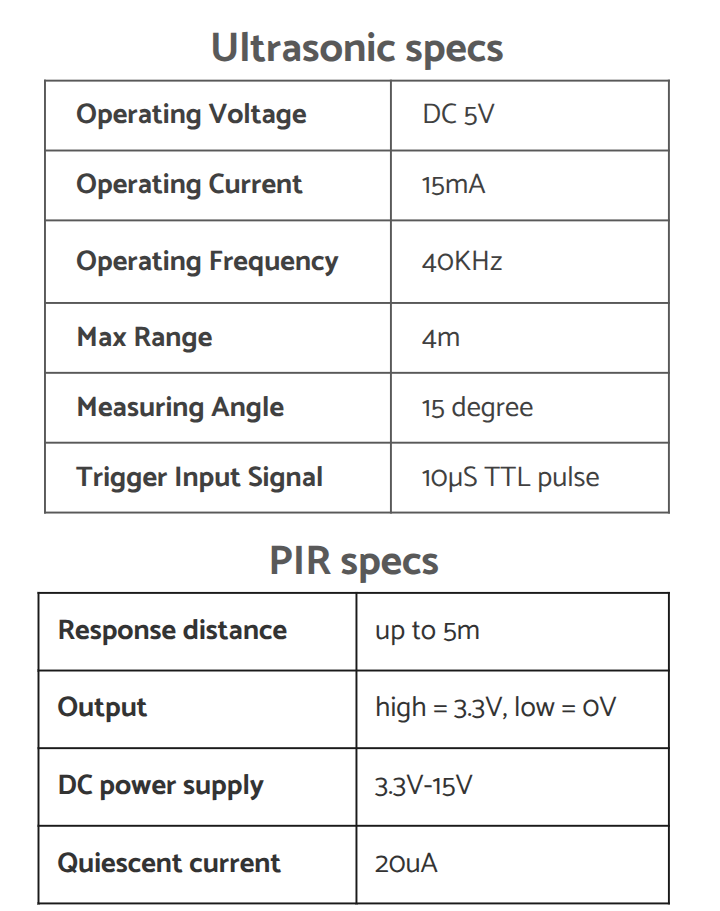 Ultrasonic specs
Operating Voltage DC 5V
Operating Current 15mA
Operating Frequency 40KHz
Max Range 4m
Measuring Angle 15 degree
Trigger Input Signal 10µS TTL pulse
PIR specs
Response distance up to 5m
Output high = 3.3V, low = 0V
DC power supply 3.3V-15V
Quiescent current 20uA